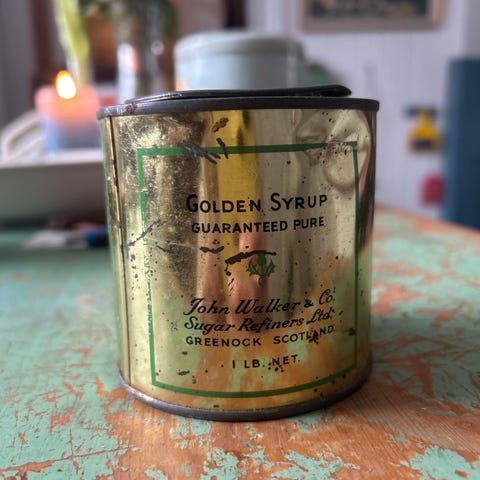 GOLDEN SYRUP
GUARANTEED PURE
John Walker & Co.
Sugar Refiners Ltd.
GREENOCK SCOTLAND
1 LB. NET.